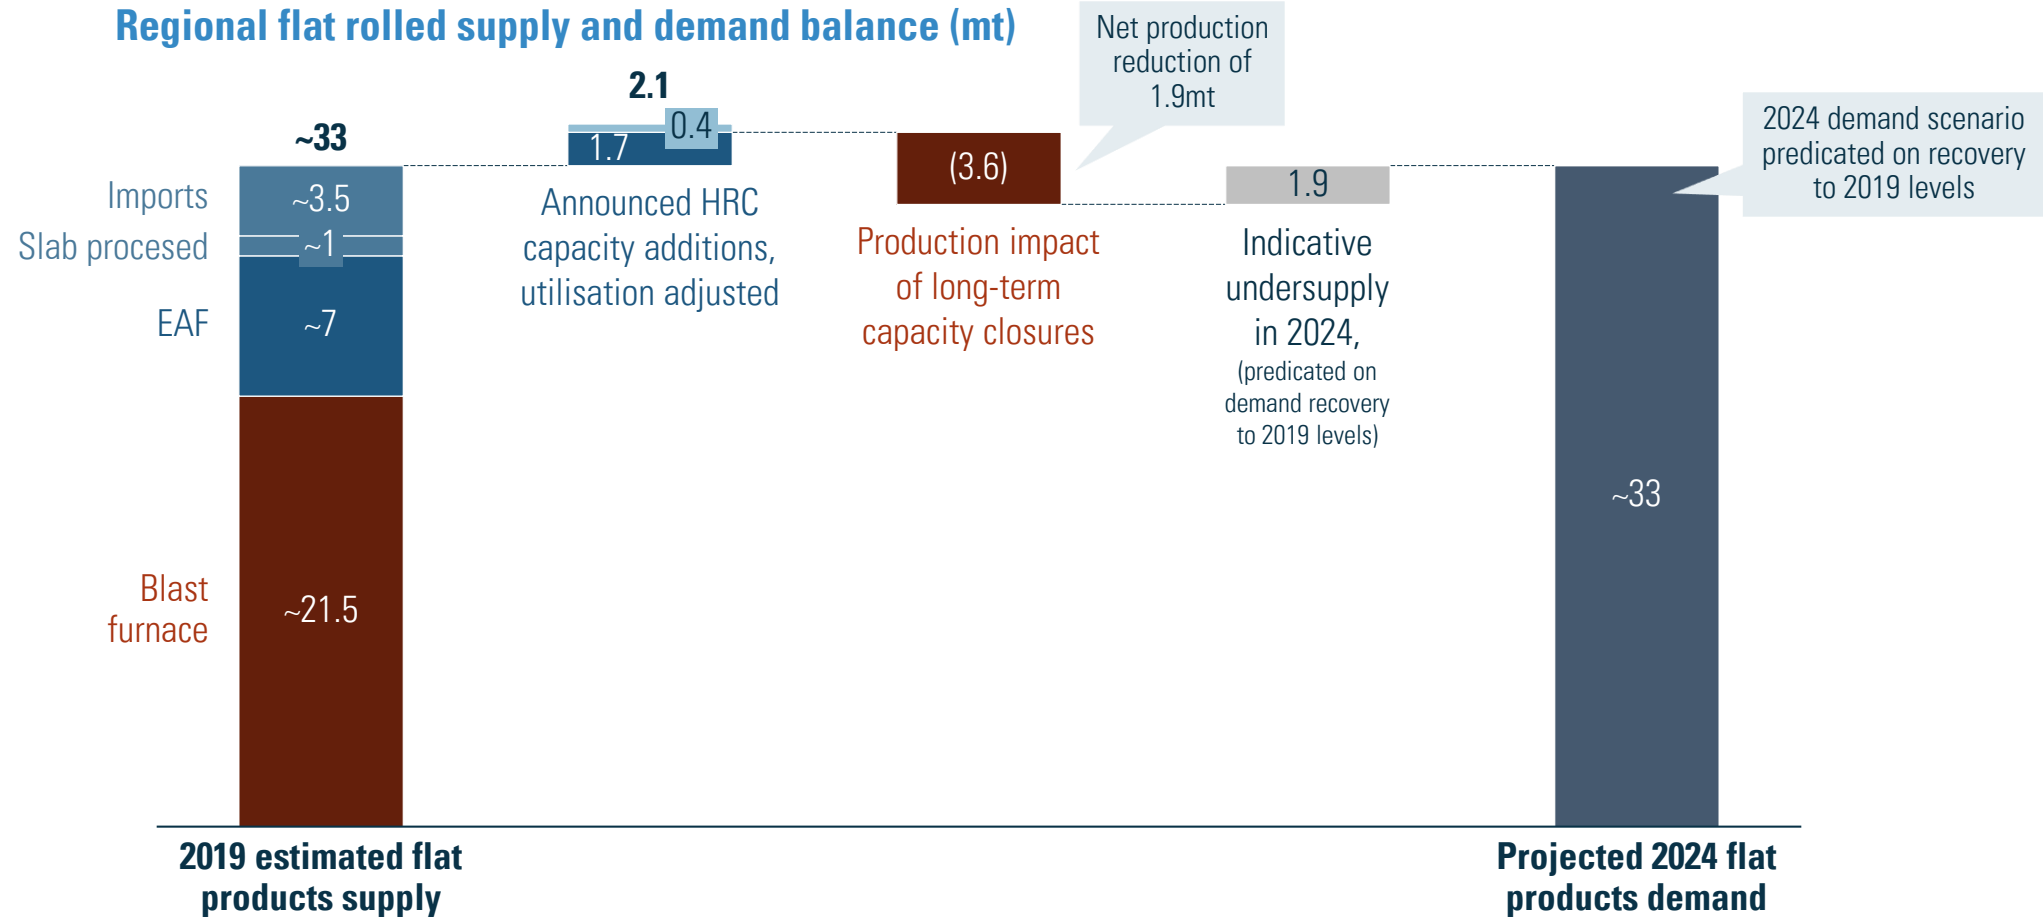 Regional flat rolled supply and demand balance (mt)
Net production
reduction of
1.9mt
2024 demand scenario
predicated on recovery
to 2019 levels
~33
2.1
0.4
1.7
(3.6)
1.9
Imports
~3.5
Slab procesed
~1
EAF
~7
Blast
furnace
~21.5
Announced HRC
capacity additions,
utilisation adjusted
Production impact
of long-term
capacity closures
Indicative
undersupply
in 2024,
(predicated on
demand recovery
to 2019 levels)
~33
2019 estimated flat
products supply
Projected 2024 flat
products demand